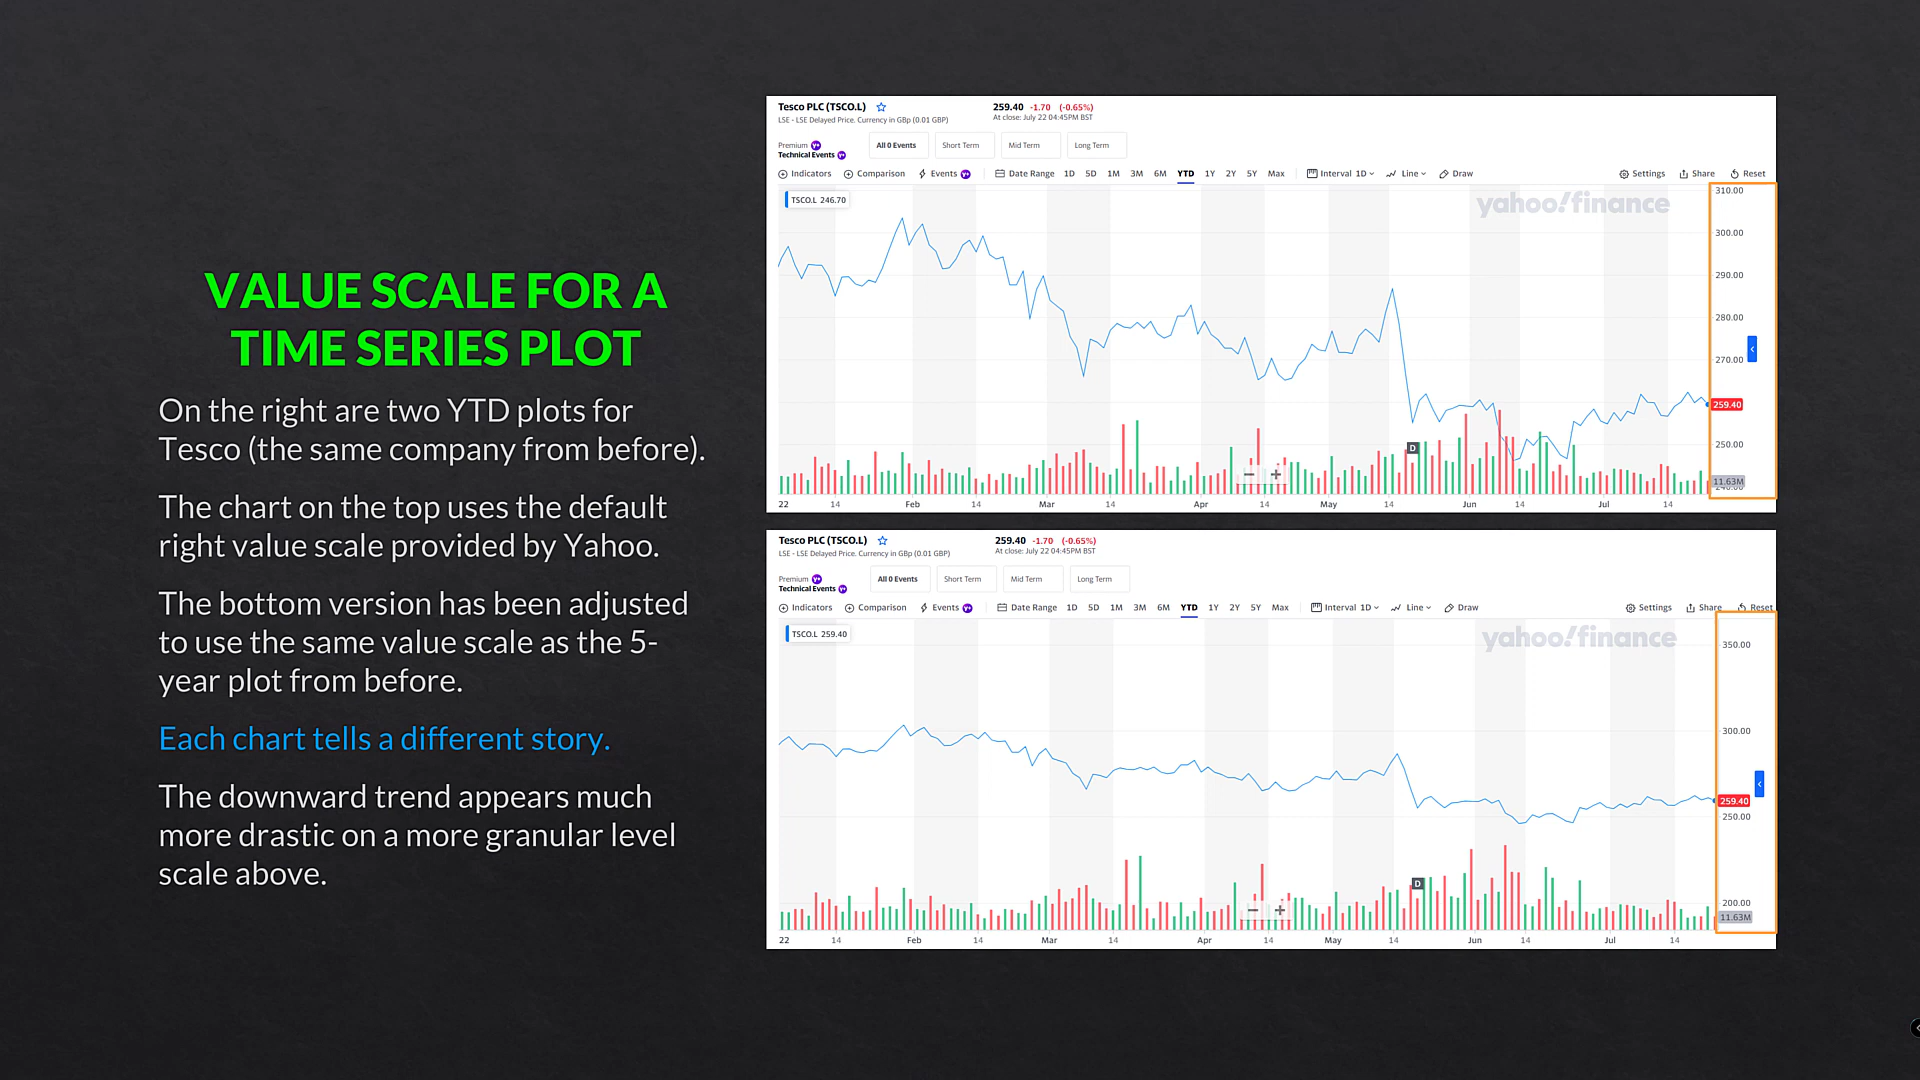 VALUE SCALE FOR A
TIME SERIES PLOT
On the right are two YTD plots for
Tesco (the same company from before).
The chart on the top uses the default
right value scale provided by Yahoo.
The bottom version has been adjusted
to use the same value scale as the 5-
year plot from before.
Each chart tells a different story.
The downward trend appears much
more drastic on a more granular level
scale above.
Tesco PLC (TSCO.L) 259.40 -1.70 (-0.65%)
LSE - LSE Delayed Price. Currency in GBp (0.01 GBP) At close: July 22 04:45PM BST
Premium Y+
Technical Events Y+ All 0 Events Short Term Mid Term Long Term
Indicators Comparison Events Y+ Date Range 1D 5D 1M 3M 6M YTD 1Y 2Y 5Y Max Interval 1D Line Draw Settings Share Reset
TSCO.L 246.70
yahoo!finance
310.00
300.00
290.00
280.00
270.00
259.40
250.00
D
11.63M
22 14 Feb 14 Mar 14 Apr 14 May 14 Jun 14 Jul 14
Tesco PLC (TSCO.L) 259.40 -1.70 (-0.65%)
LSE - LSE Delayed Price. Currency in GBp (0.01 GBP) At close: July 22 04:45PM BST
Premium Y+
Technical Events Y+ All 0 Events Short Term Mid Term Long Term
Indicators Comparison Events Y+ Date Range 1D 5D 1M 3M 6M YTD 1Y 2Y 5Y Max Interval 1D Line Draw Settings Share Reset
TSCO.L 259.40
yahoo!finance
350.00
300.00
259.40
250.00
D
200.00
11.63M
22 14 Feb 14 Mar 14 Apr 14 May 14 Jun 14 Jul 14